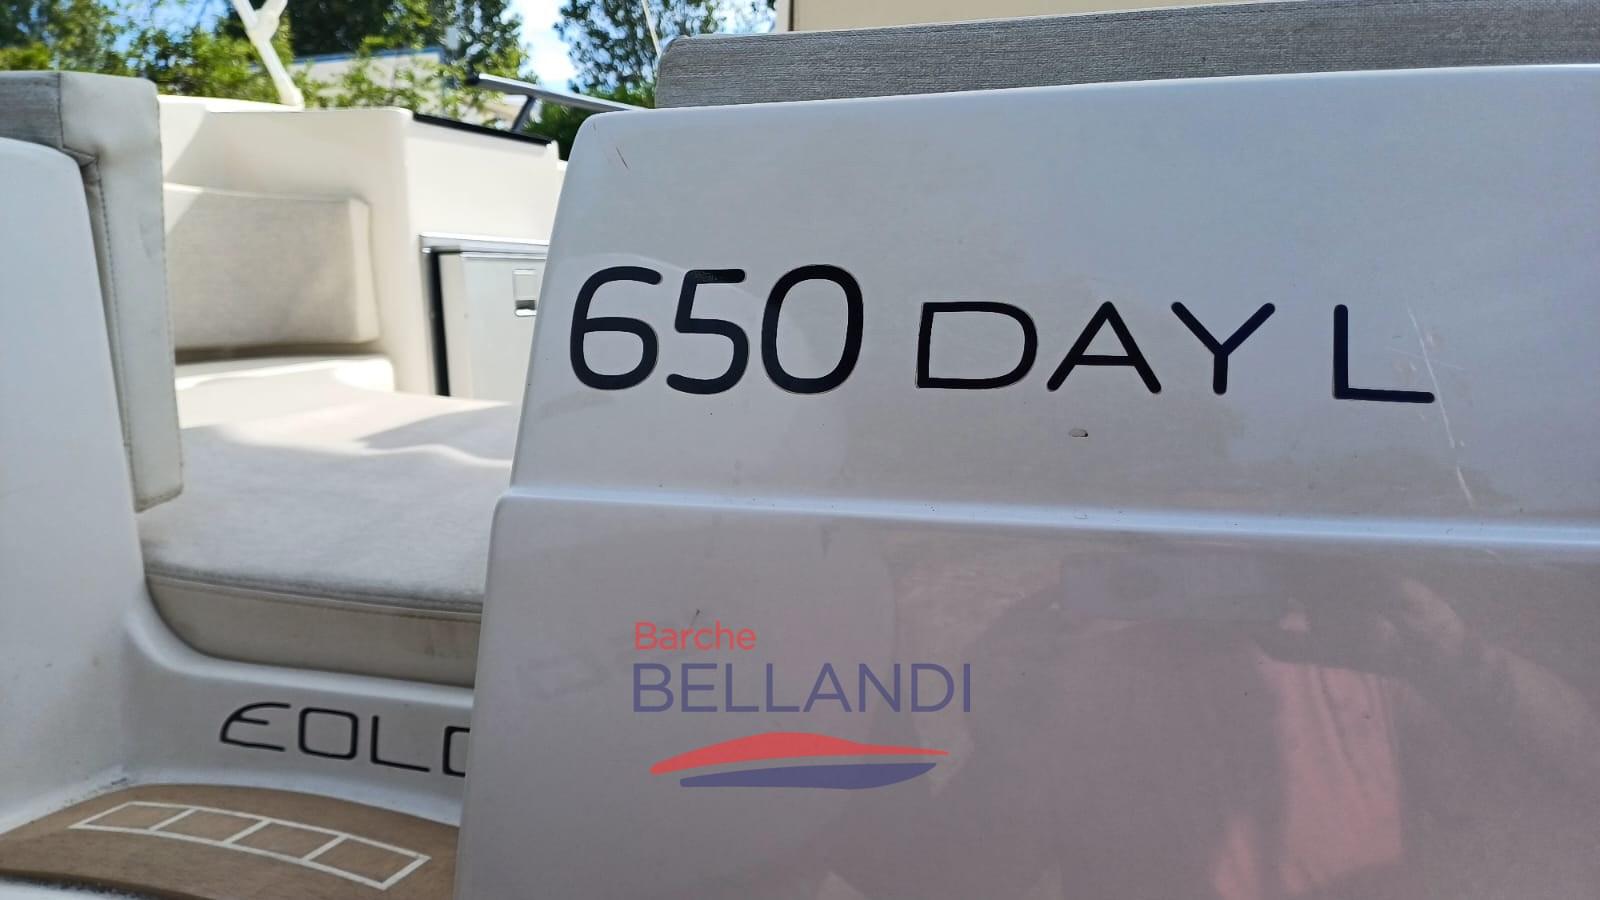 650 DAY L
EOLO
Barche
BELLANDI